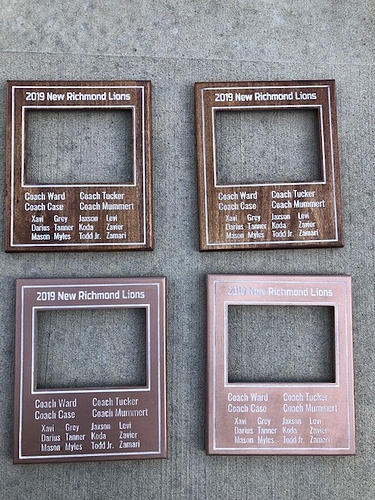 2019 New Richmond Lions
Coach Ward Coach Tucker
Coach Case Coach Mummert
Xavi Grey Jaxson Levi
Darius Tanner Koda Zavier
Mason Myles Todd Jr. Zamari
2019 New Richmond Lions
Coach Ward Coach Tucker
Coach Case Coach Mummert
Xavi Grey Jaxson Levi
Darius Tanner Koda Zavier
Mason Myles Todd Jr. Zamari
2019 New Richmond Lions
Coach Ward Coach Tucker
Coach Case Coach Mummert
Xavi Grey Jaxson Levi
Darius Tanner Koda Zavier
Mason Myles Todd Jr. Zamari
2019 New Richmond Lions
Coach Ward Coach Tucker
Coach Case Coach Mummert
Xavi Grey Jaxson Levi
Darius Tanner Koda Zavier
Mason Myles Todd Jr. Zamari